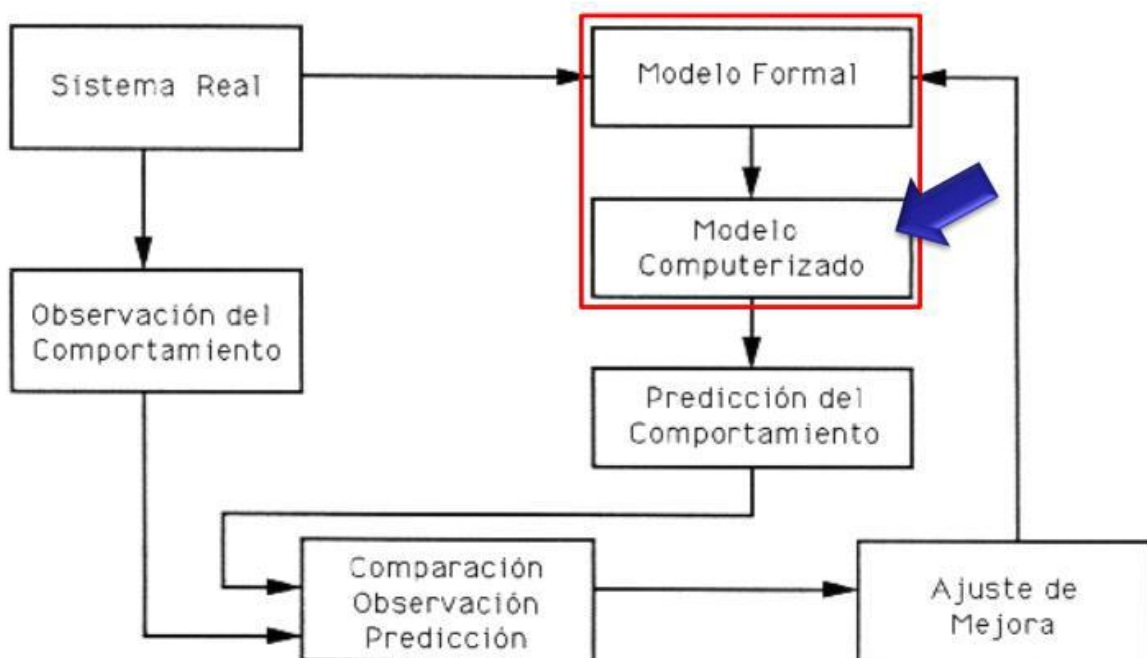 Sistema Real
Modelo Formal
Modelo
Computerizado
Observación del
Comportamiento
Predicción del
Comportamiento
Comparación
Observación
Predicción
Ajuste de
Mejora